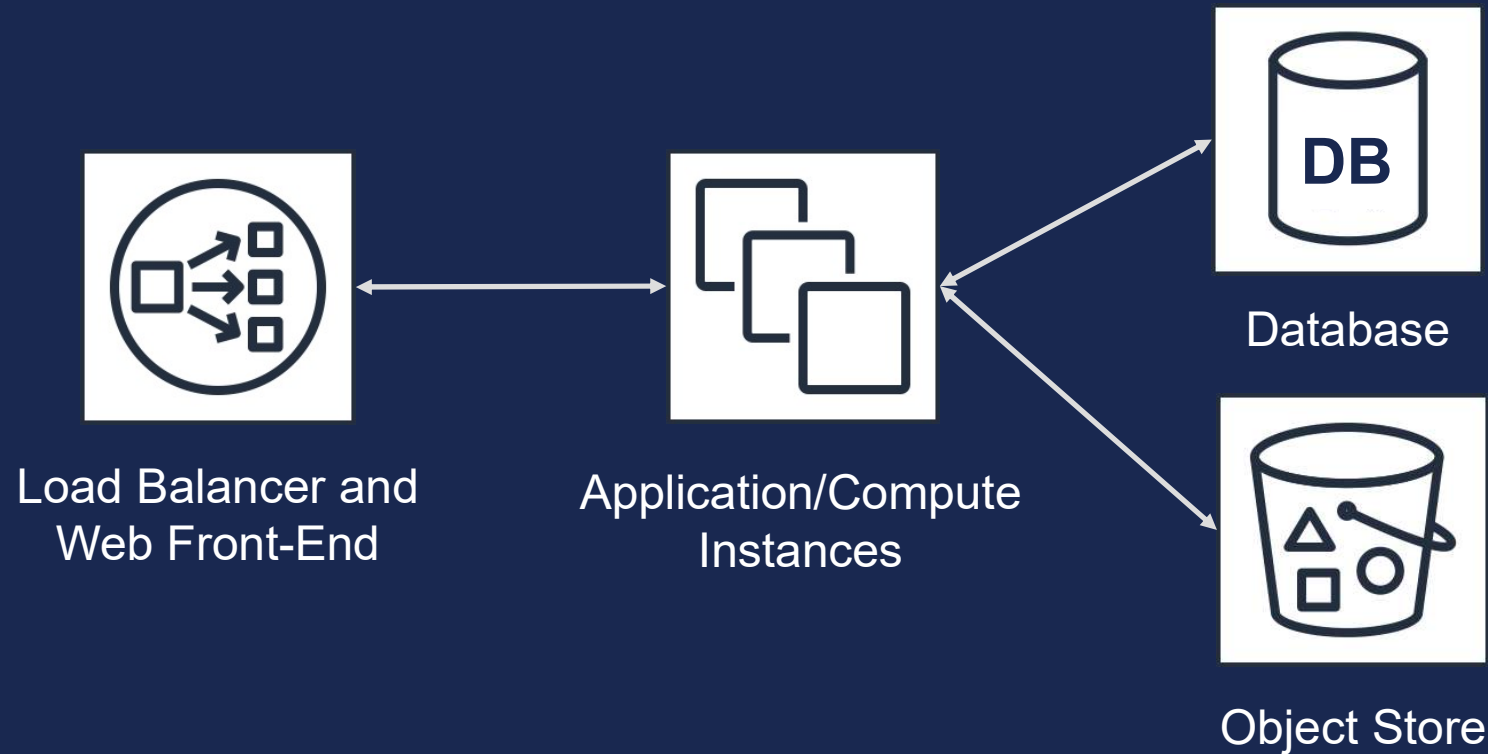 Load Balancer and
Web Front-End
Application/Compute
Instances
DB
Database
Object Store